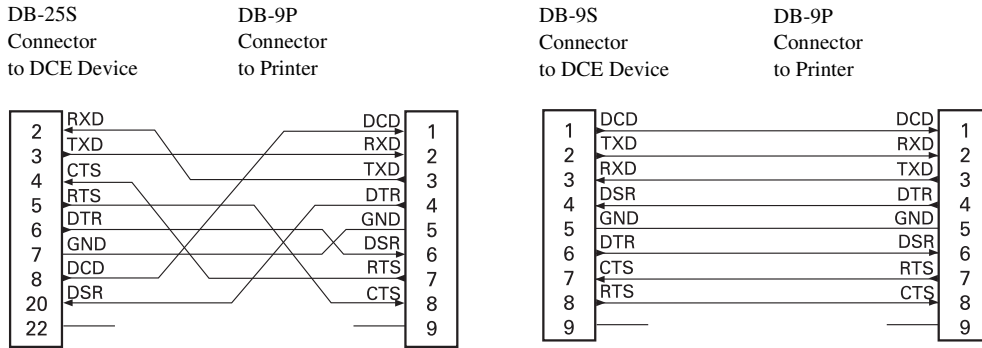 DB-25S
Connector
to DCE Device
DB-9P
Connector
to Printer
2 RXD DCD 1
3 TXD RXD 2
4 CTS TXD 3
5 RTS DTR 4
6 DTR GND 5
7 GND DSR 6
8 DCD RTS 7
20 DSR CTS 8
22 9
DB-9S
Connector
to DCE Device
DB-9P
Connector
to Printer
1 DCD DCD 1
2 TXD RXD 2
3 RXD TXD 3
4 DSR DTR 4
5 GND GND 5
6 DTR DSR 6
7 CTS RTS 7
8 RTS CTS 8
9 9